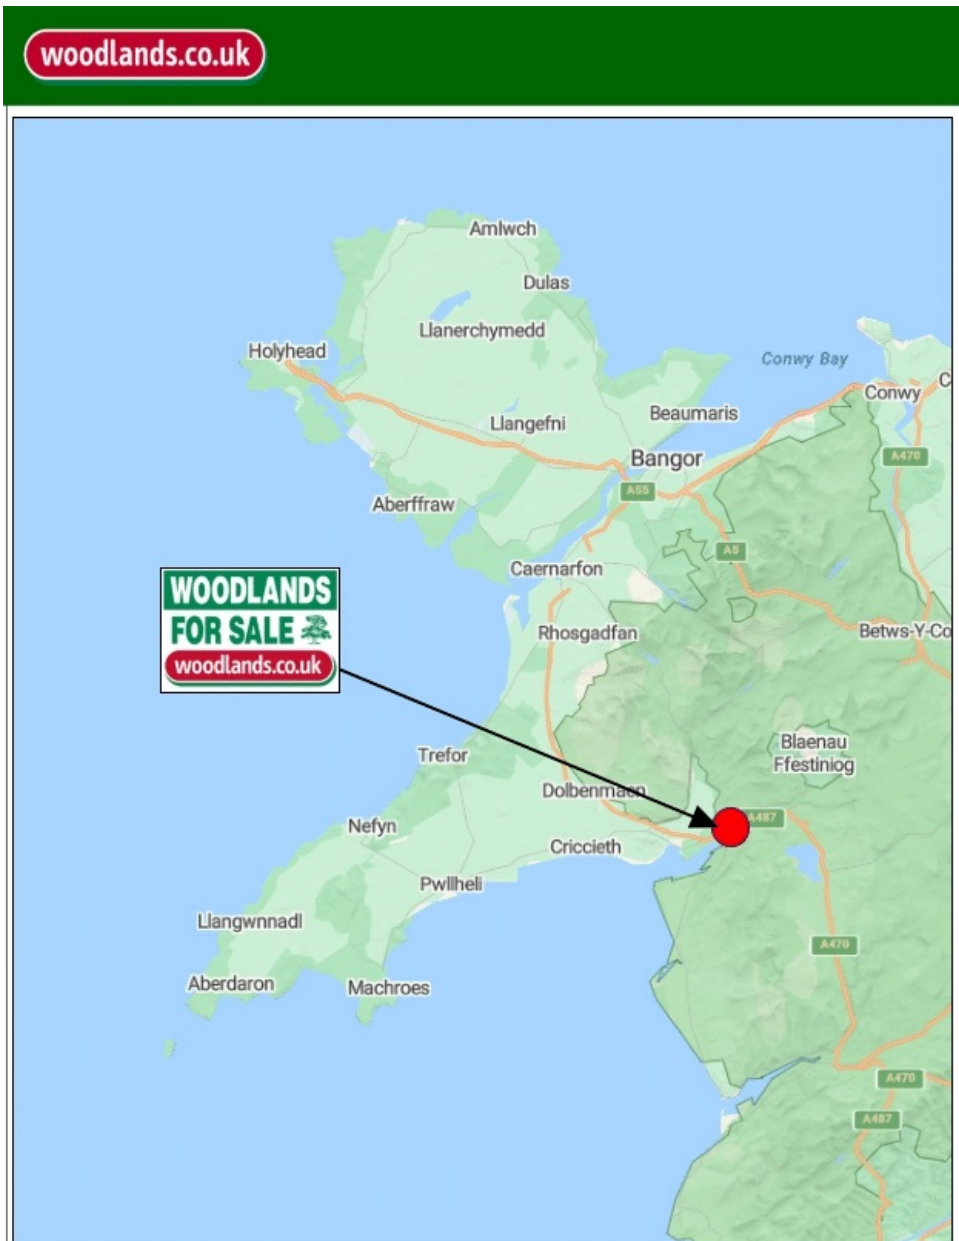 woodlands.co.uk
Amlwch
Dulas
Llanerchymedd
Holyhead
Conwy Bay
Conwy
C
Beaumaris
Llangefni
Bangor
A470
A55
Aberffraw
A5
Caernarfon
WOODLANDS
FOR SALE
woodlands.co.uk
Rhosgadfan
Betws-Y-Co
Blaenau
Ffestiniog
Trefor
Dolbenmaen
A487
Nefyn
Criccieth
Pwllheli
Llangwnnadl
A470
Aberdaron
Machroes
A470
A487